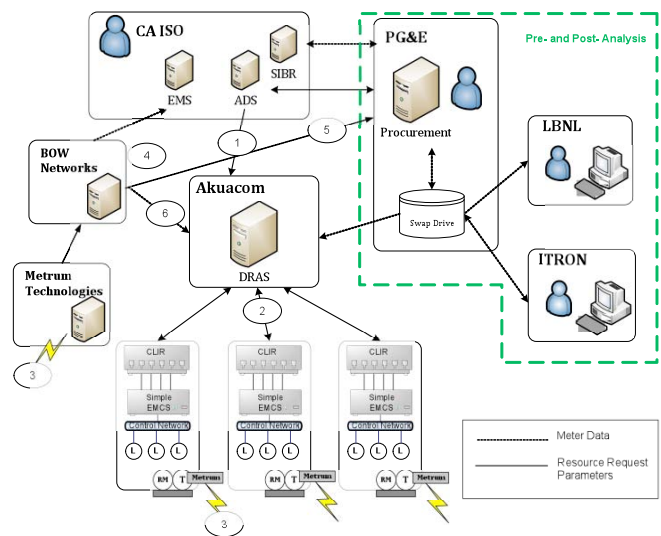 CA ISO
EMS
ADS
SIBR
PG&E
Procurement
Swap Drive
Pre- and Post- Analysis
LBNL
ITRON
BOW
Networks
Metrum
Technologies
Akuacom
DRAS
1
2
3
4
5
6
CLIR
Simple
EMCS
Control Network
L L L
RM T Metrum
CLIR
Simple
EMCS
Control Network
L L L
RM T Metrum
CLIR
Simple
EMCS
Control Network
L L L
RM T Metrum
3
Meter Data
Resource Request
Parameters